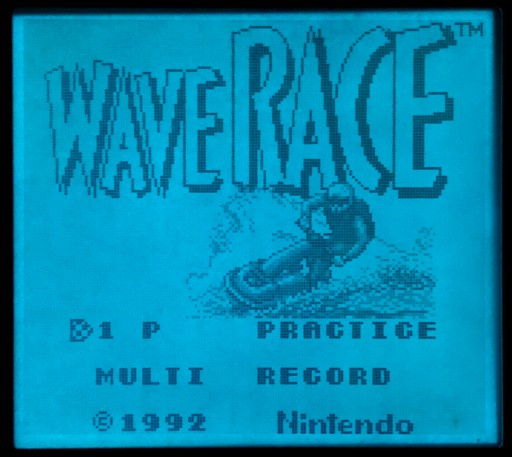 WAVE RACE™
1 P PRACTICE
MULTI RECORD
©1992 Nintendo